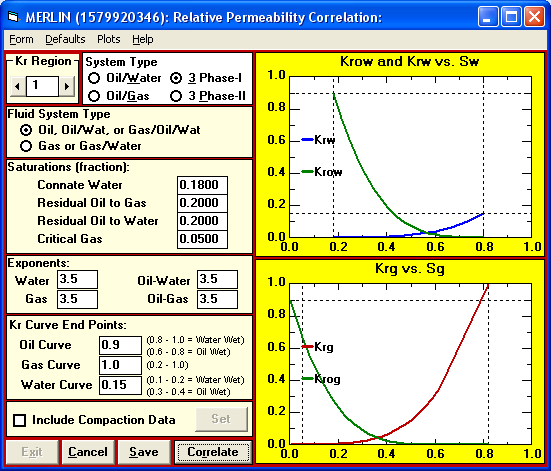 MERLIN (1579920346): Relative Permeability Correlation:
Form Defaults Plots Help
Kr Region
1
System Type
Oil/Water 3 Phase-I
Oil/Gas 3 Phase-II
Fluid System Type
Oil, Oil/Wat, or Gas/Oil/Wat
Gas or Gas/Water
Saturations (fraction):
Connate Water 0.1800
Residual Oil to Gas 0.2000
Residual Oil to Water 0.2000
Critical Gas 0.0500
Exponents:
Water 3.5 Oil-Water 3.5
Gas 3.5 Oil-Gas 3.5
Kr Curve End Points:
Oil Curve 0.9 (0.8 - 1.0 = Water Wet)
(0.6 - 0.8 = Oil Wet)
Gas Curve 1.0 (0.2 - 1.0)
Water Curve 0.15 (0.1 - 0.2 = Water Wet)
(0.3 - 0.4 = Oil Wet)
Include Compaction Data Set
Exit Cancel Save Correlate
Krow and Krw vs. Sw
1.0
0.8
Krw
0.6
Krow
0.4
0.2
0.0
0.0 0.2 0.4 0.6 0.8 1.0
Krg vs. Sg
1.0
0.8
0.6
Krg
0.4
Krog
0.2
0.0
0.0 0.2 0.4 0.6 0.8 1.0